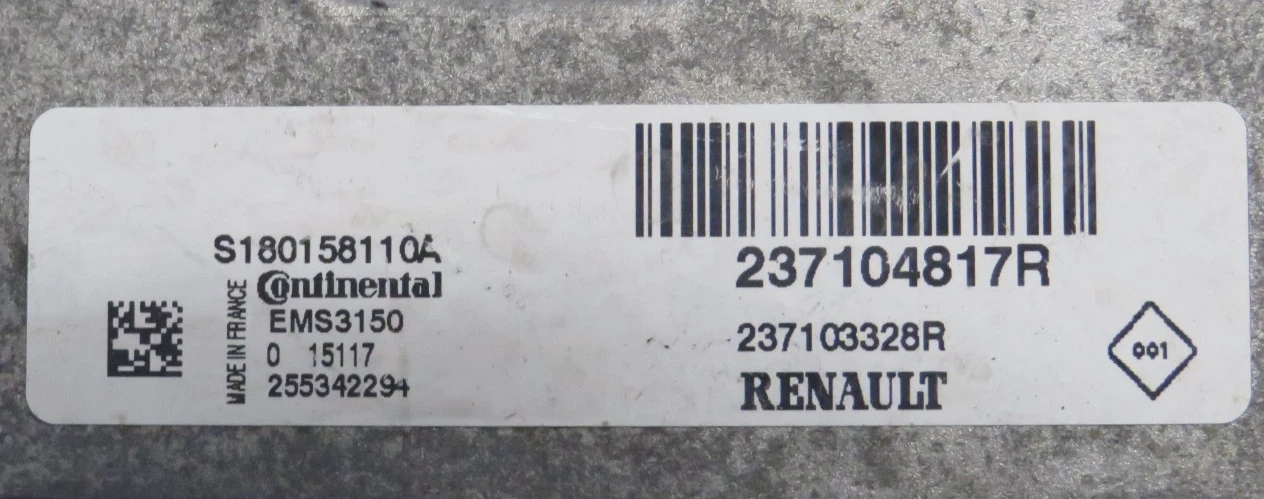 S180158110A
Continental
MADE IN FRANCE
EMS3150
0 15117
255342294
237104817R
237103328R
RENAULT
001